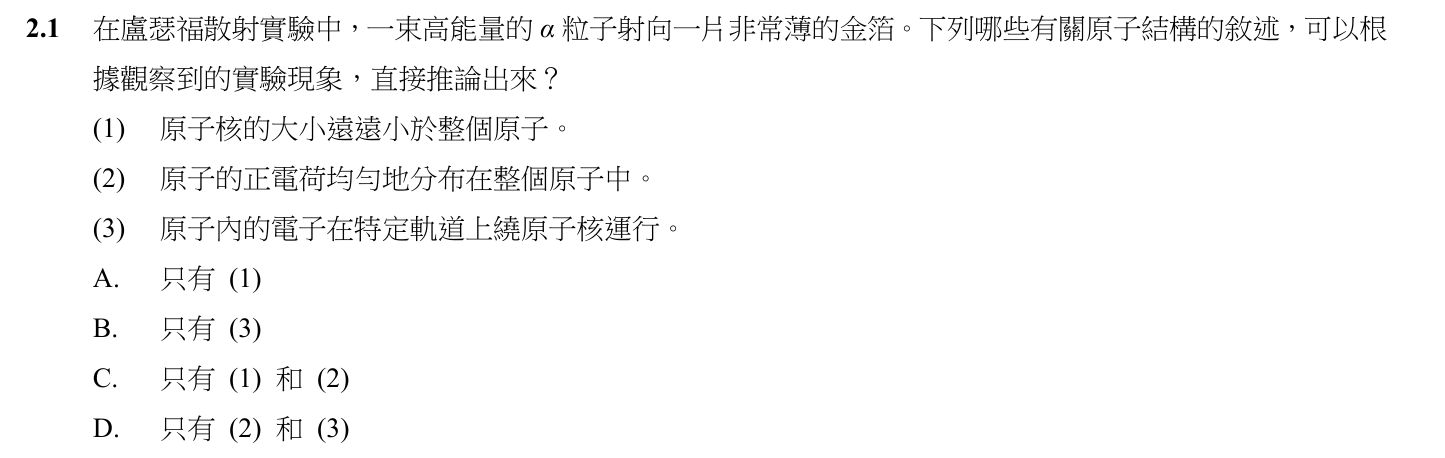 2.1 在盧瑟福散射實驗中，一束高能量的 α 粒子射向一片非常薄的金箔。下列哪些有關原子結構的敘述，可以根
據觀察到的實驗現象，直接推論出來？
(1) 原子核的大小遠遠小於整個原子。
(2) 原子的正電荷均勻地分布在整個原子中。
(3) 原子內的電子在特定軌道上繞原子核運行。
A. 只有 (1)
B. 只有 (3)
C. 只有 (1) 和 (2)
D. 只有 (2) 和 (3)